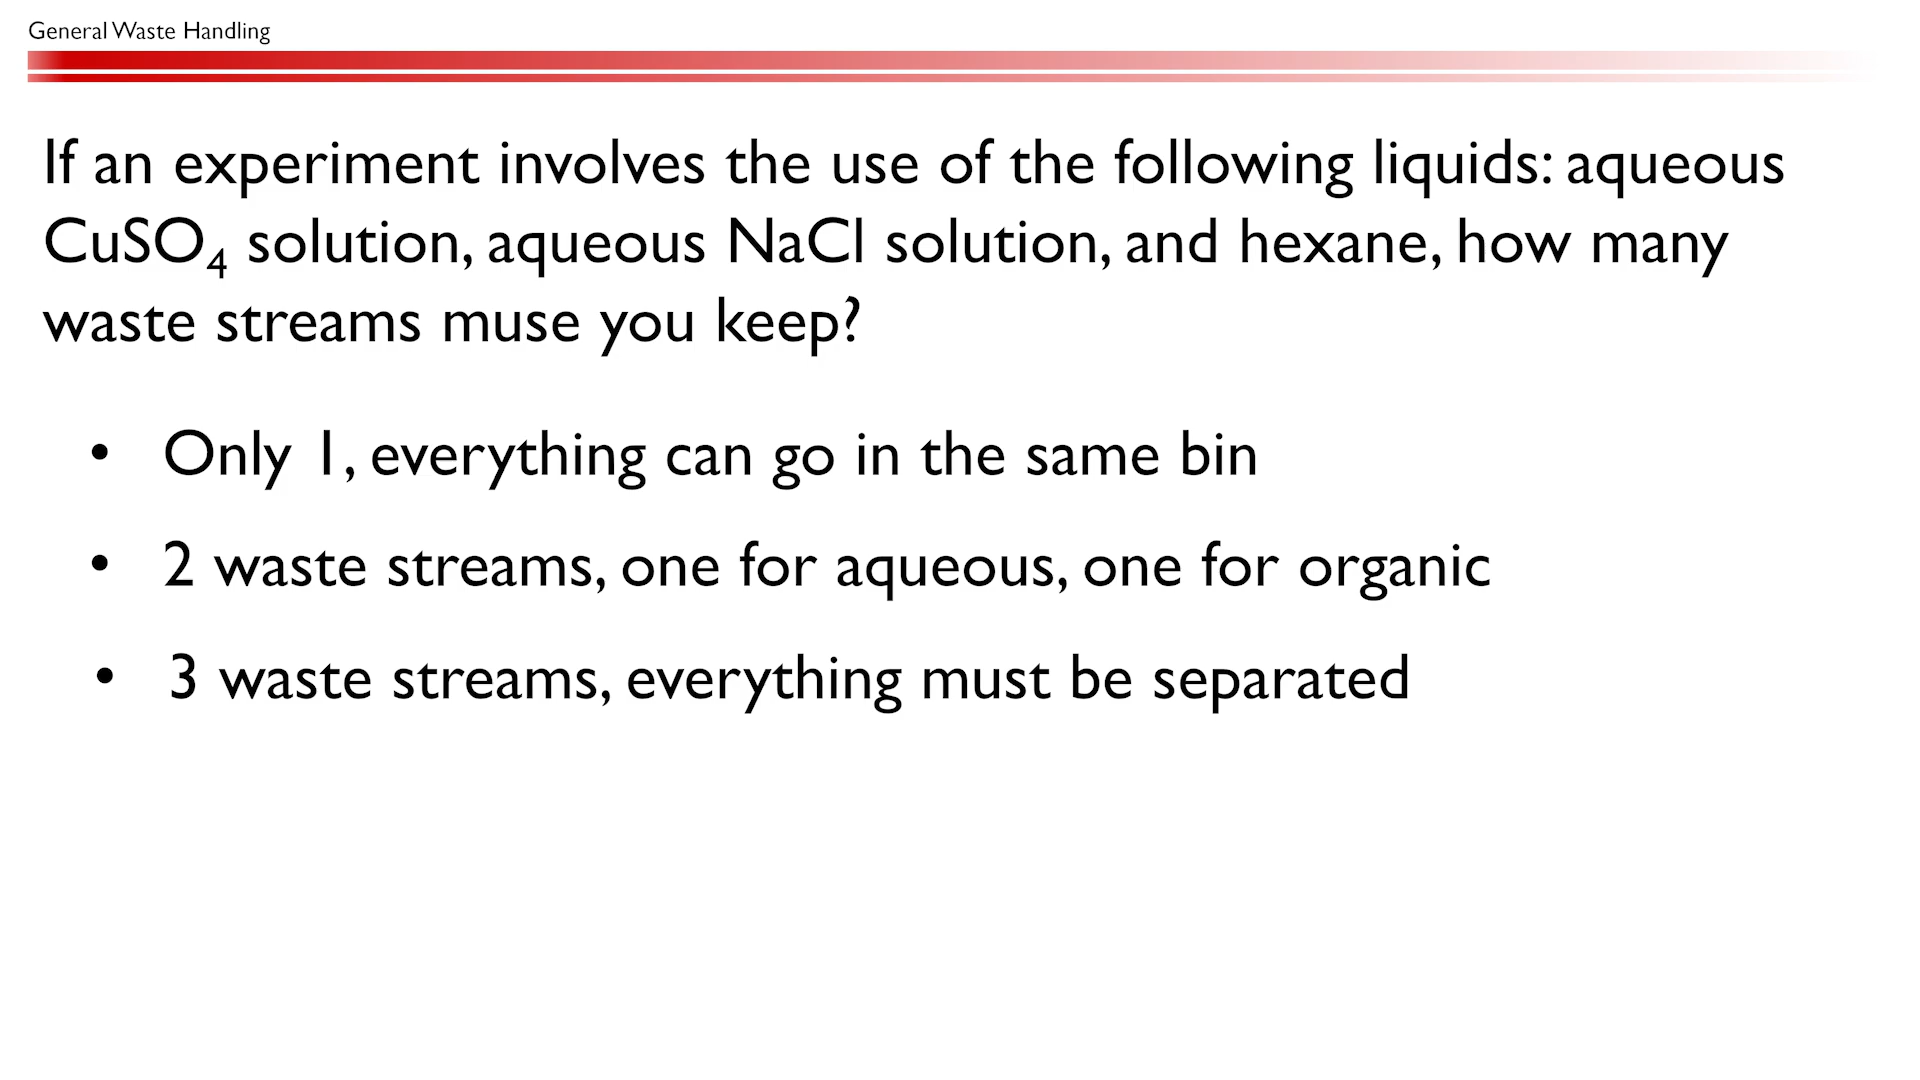 General Waste Handling
If an experiment involves the use of the following liquids: aqueous
CuSO₄ solution, aqueous NaCl solution, and hexane, how many
waste streams muse you keep?
• Only 1, everything can go in the same bin
• 2 waste streams, one for aqueous, one for organic
• 3 waste streams, everything must be separated